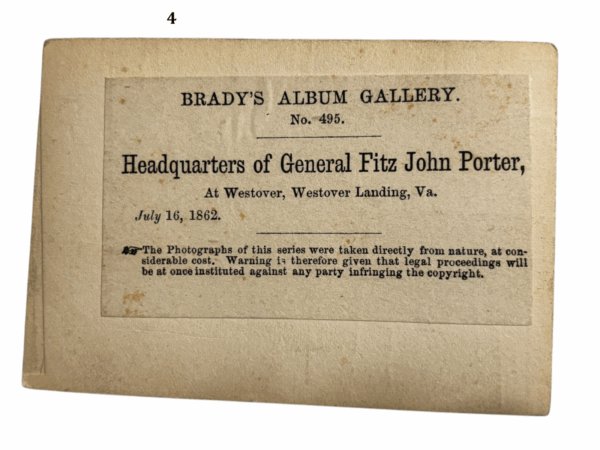 4
BRADY'S ALBUM GALLERY.
No. 495.
Headquarters of General Fitz John Porter,
At Westover, Westover Landing, Va.
July 16, 1862.
☛The Photographs of this series were taken directly from nature, at con-
siderable cost. Warning is therefore given that legal proceedings will
be at once instituted against any party infringing the copyright.